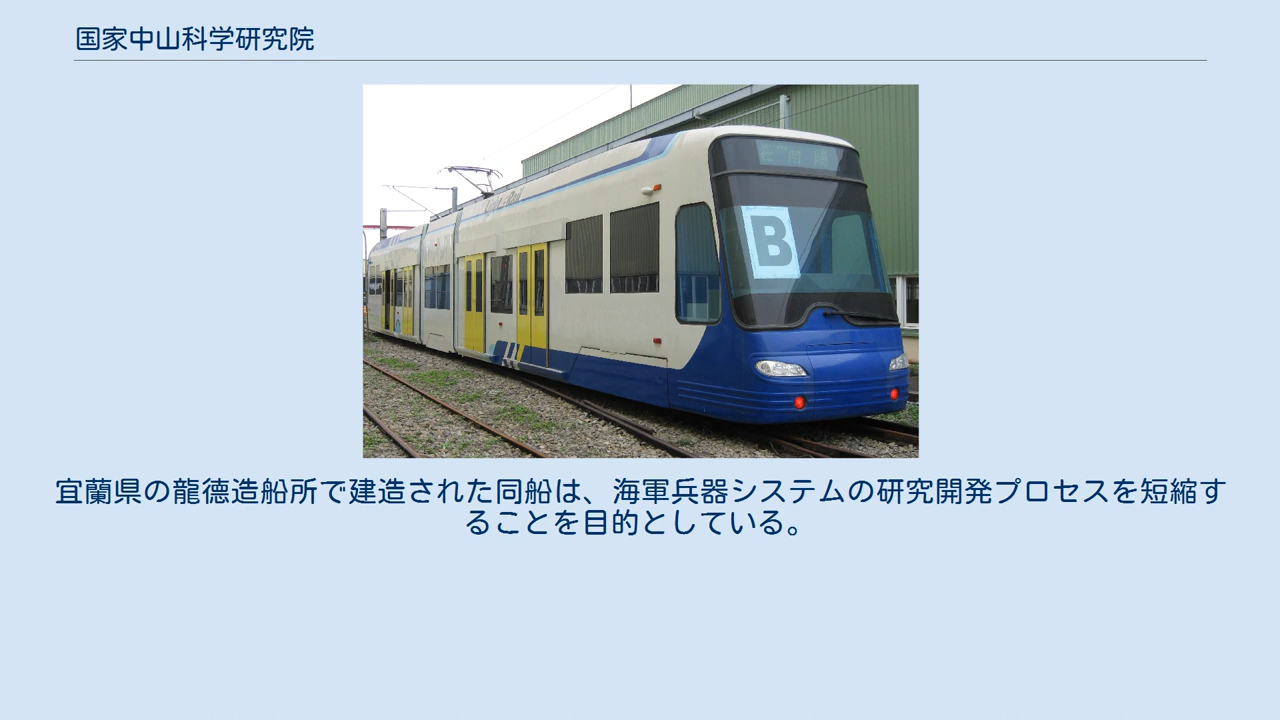 国家中山科学研究院
B
宜蘭県の龍德造船所で建造された同船は、海軍兵器システムの研究開発プロセスを短縮す
ることを目的としている。